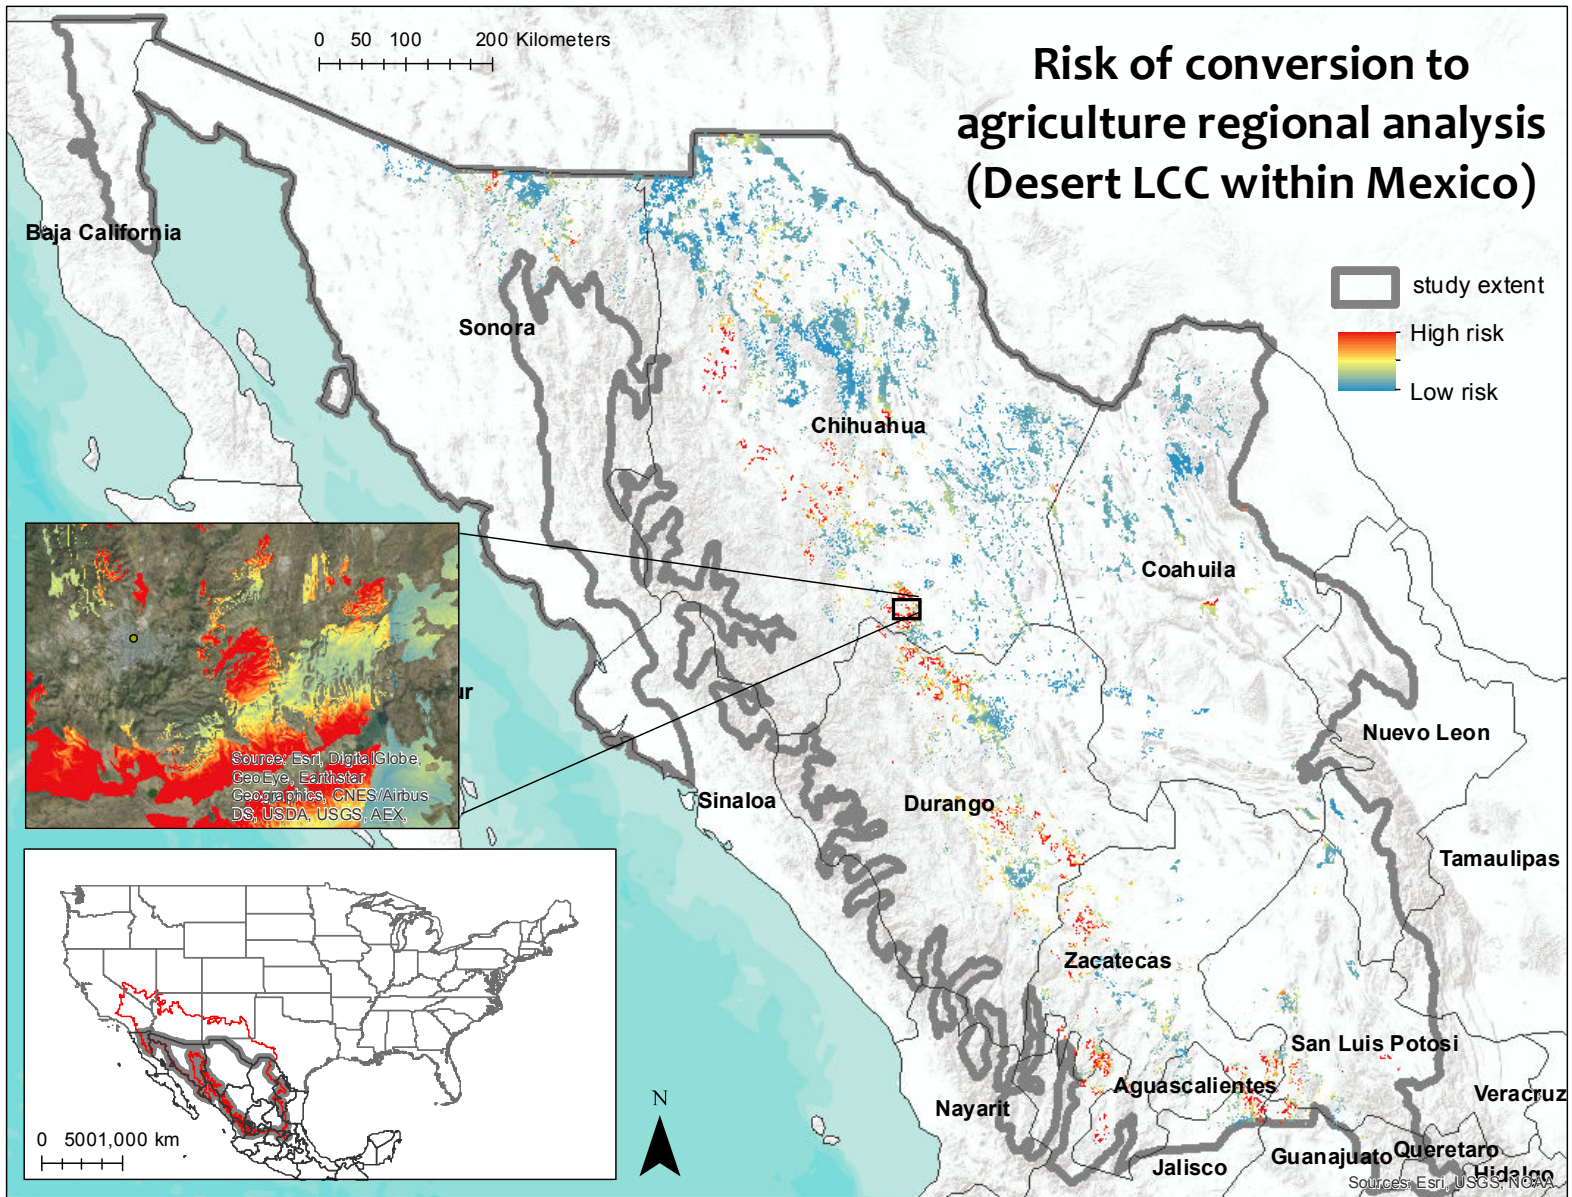 0 50 100 200 Kilometers
Risk of conversion to
agriculture regional analysis
(Desert LCC within Mexico)
Baja California
study extent
Sonora
High risk
Low risk
Chihuahua
Coahuila
ur
Nuevo Leon
Source: Esri, DigitalGlobe,
GeoEye, Earthstar
Geographics, CNES/Airbus
DS, USDA, USGS, AEX,
Sinaloa
Durango
Tamaulipas
Zacatecas
San Luis Potosi
Aguascalientes
Veracruz
Nayarit
N
0 5001,000 km
Jalisco
Guanajuato
Queretaro
Hidalgo
Sources: Esri, USGS, NOAA